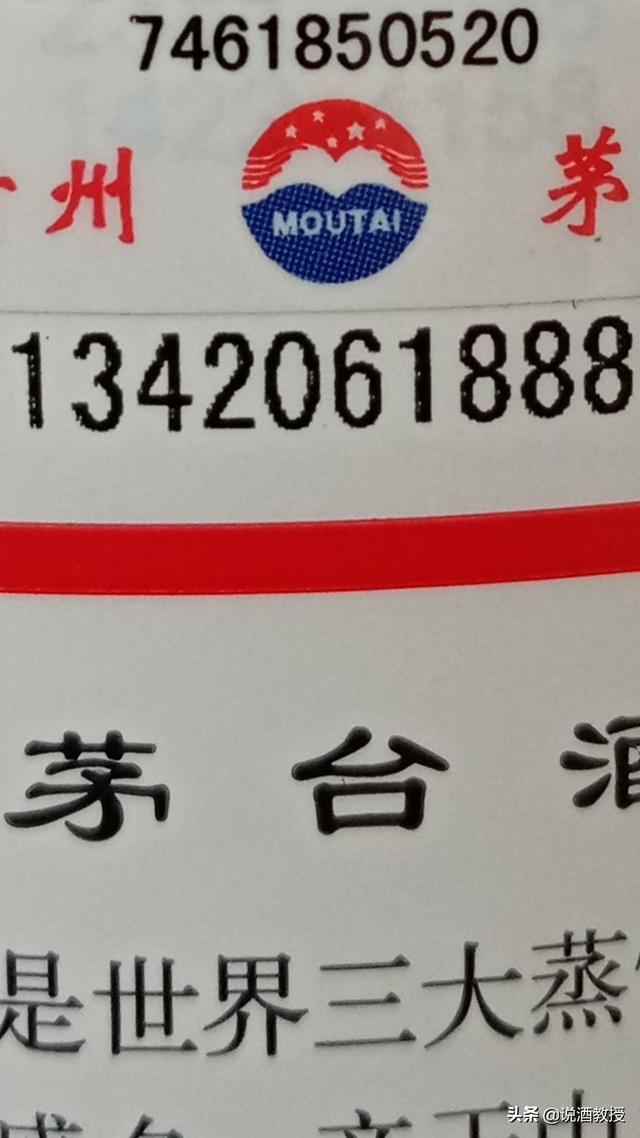 7461850520
州 茅
MOUTAI
1342061888
茅台酒
是世界三大蒸
头条 @说酒教授